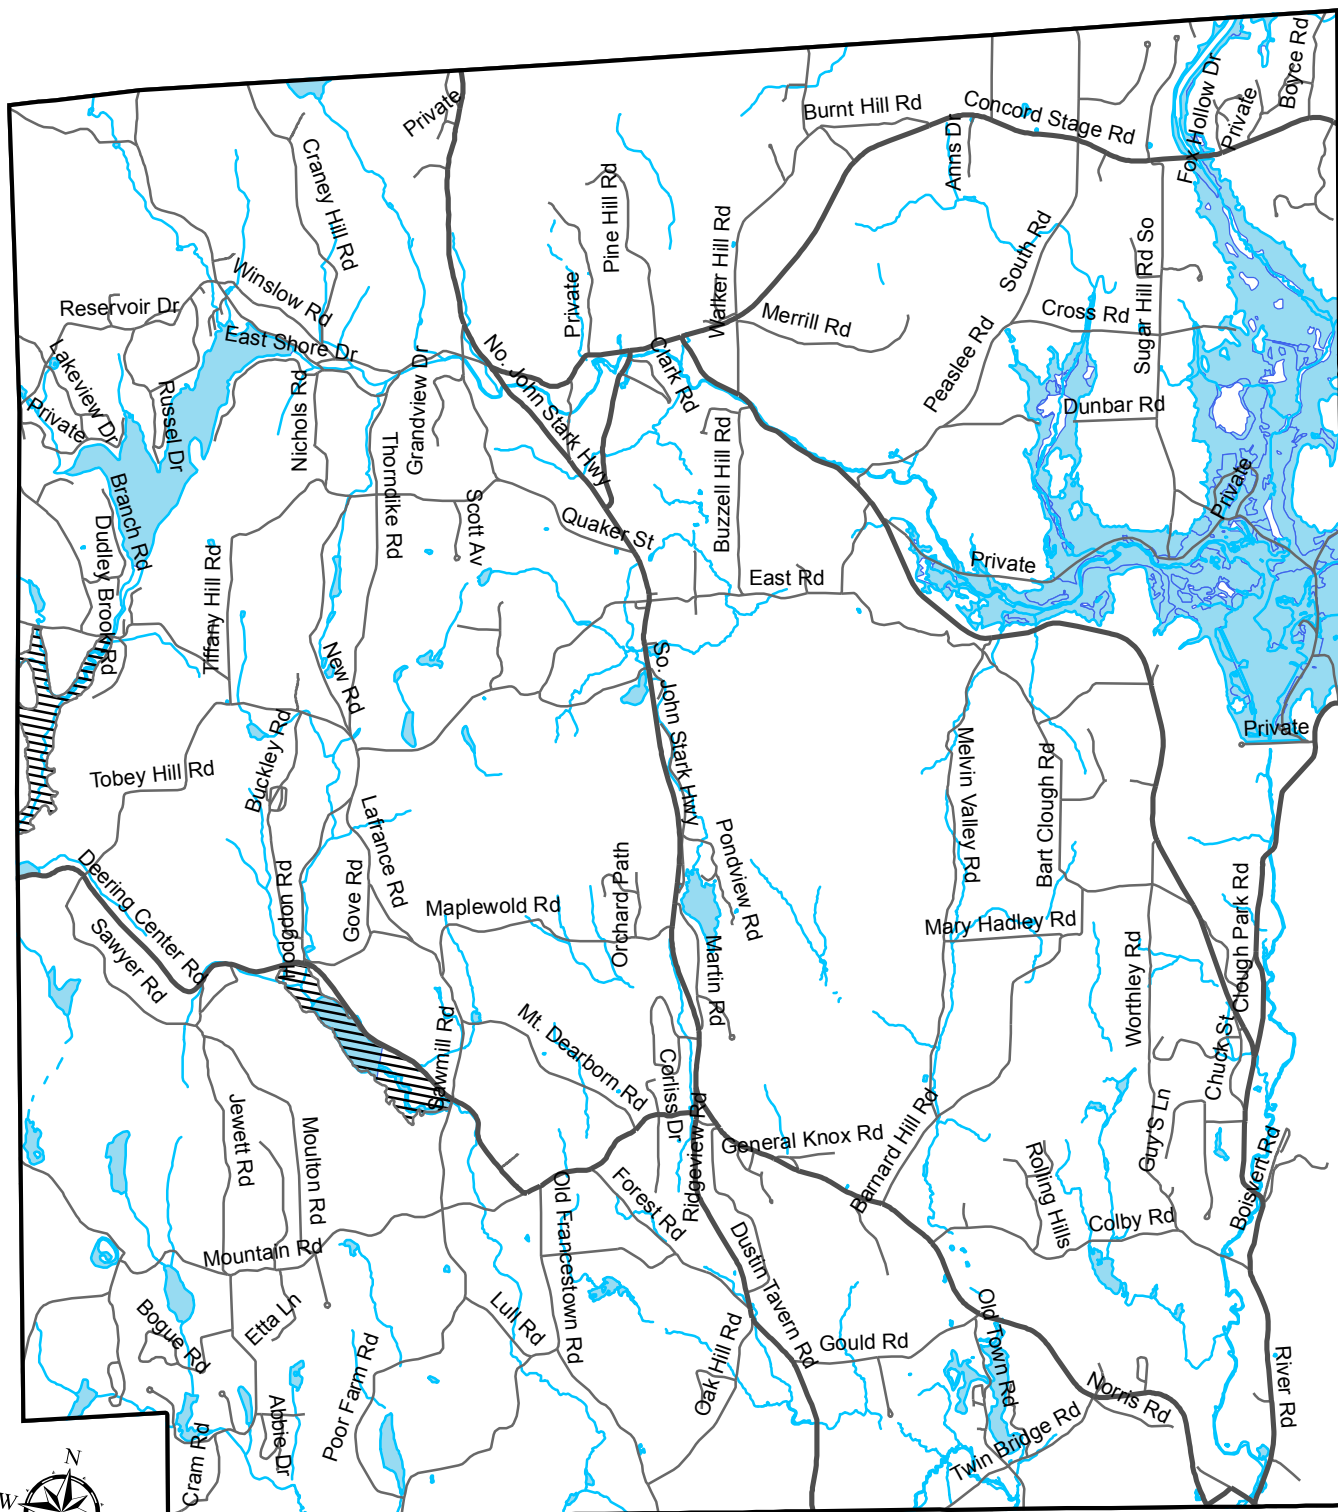 Boyce Rd
Fox Hollow Dr
Private
Private
Burnt Hill Rd
Concord Stage Rd
Anns Dr
Craney Hill Rd
Pine Hill Rd
Walker Hill Rd
South Rd
Sugar Hill Rd So
Winslow Rd
Private
Reservoir Dr
Merrill Rd
Cross Rd
East Shore Dr
Lakeview Dr
Private
Russel Dr
Nichols Rd
Grandview Dr
No. John Stark Hwy
Clark Rd
Peaslee Rd
Dunbar Rd
Thorndike Rd
Buzzell Hill Rd
Private
Branch Rd
Dudley Brook Rd
Scott Av
Quaker St
Private
Tiffany Hill Rd
East Rd
New Rd
So. John Stark Hwy
Private
Buckley Rd
Tobey Hill Rd
Melvin Valley Rd
Bart Clough Rd
Lafrance Rd
Pondview Rd
Deering Center Rd
Hoodgood Rd
Gove Rd
Maplewold Rd
Orchard Path
Mary Hadley Rd
Clough Park Rd
Sawyer Rd
Martin Rd
Worthley Rd
Sawmill Rd
Mt. Dearborn Rd
Corliss Dr
Chuck St
Jewett Rd
Moulton Rd
Ridgeview Rd
General Knox Rd
Barnard Hill Rd
Guy'S Ln
Rolling Hills
Boisvert Rd
Old Francestown Rd
Forest Rd
Colby Rd
Mountain Rd
Dustin Tavern Rd
Bogue Rd
Etta Ln
Lull Rd
Gould Rd
Old Town Rd
Poor Farm Rd
Oak Hill Rd
River Rd
Norris Rd
Abbie Dr
Cram Rd
Twin Bridge Rd
N
W